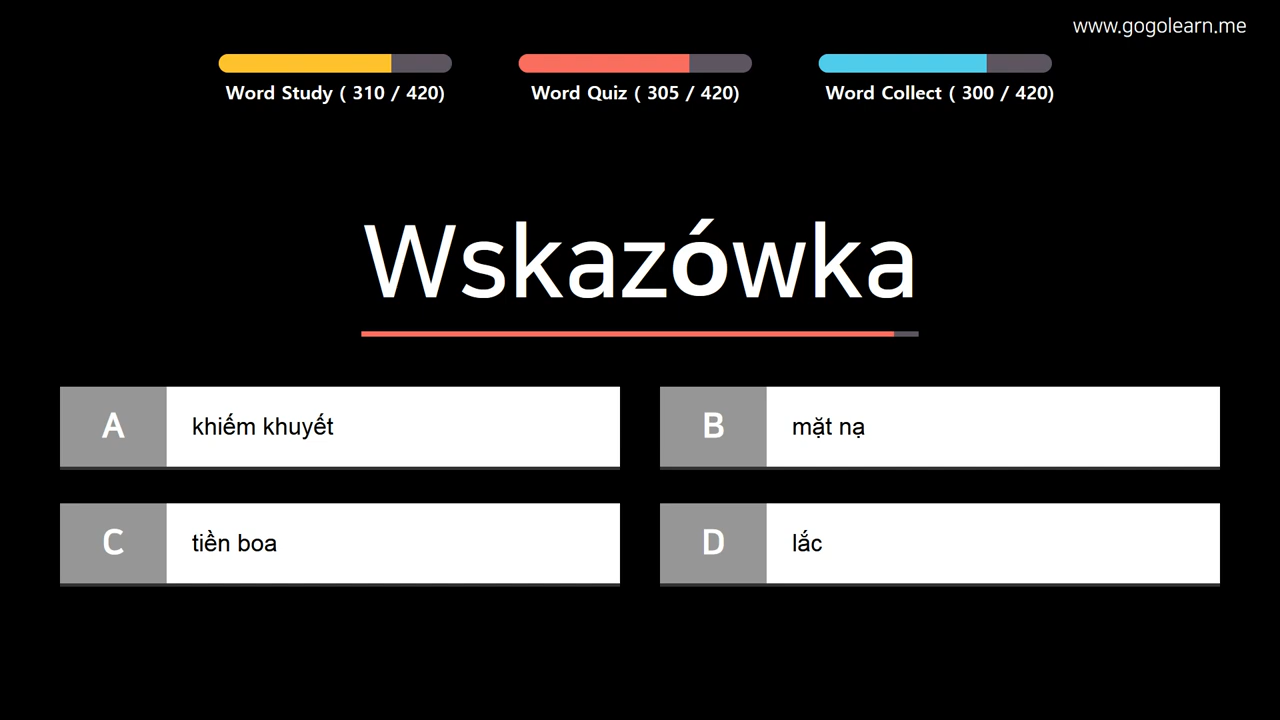 www.gogolearn.me
Word Study ( 310 / 420)
Word Quiz ( 305 / 420)
Word Collect ( 300 / 420)
Wskazówka
A
khiếm khuyết
B
mặt nạ
C
tiền boa
D
lắc